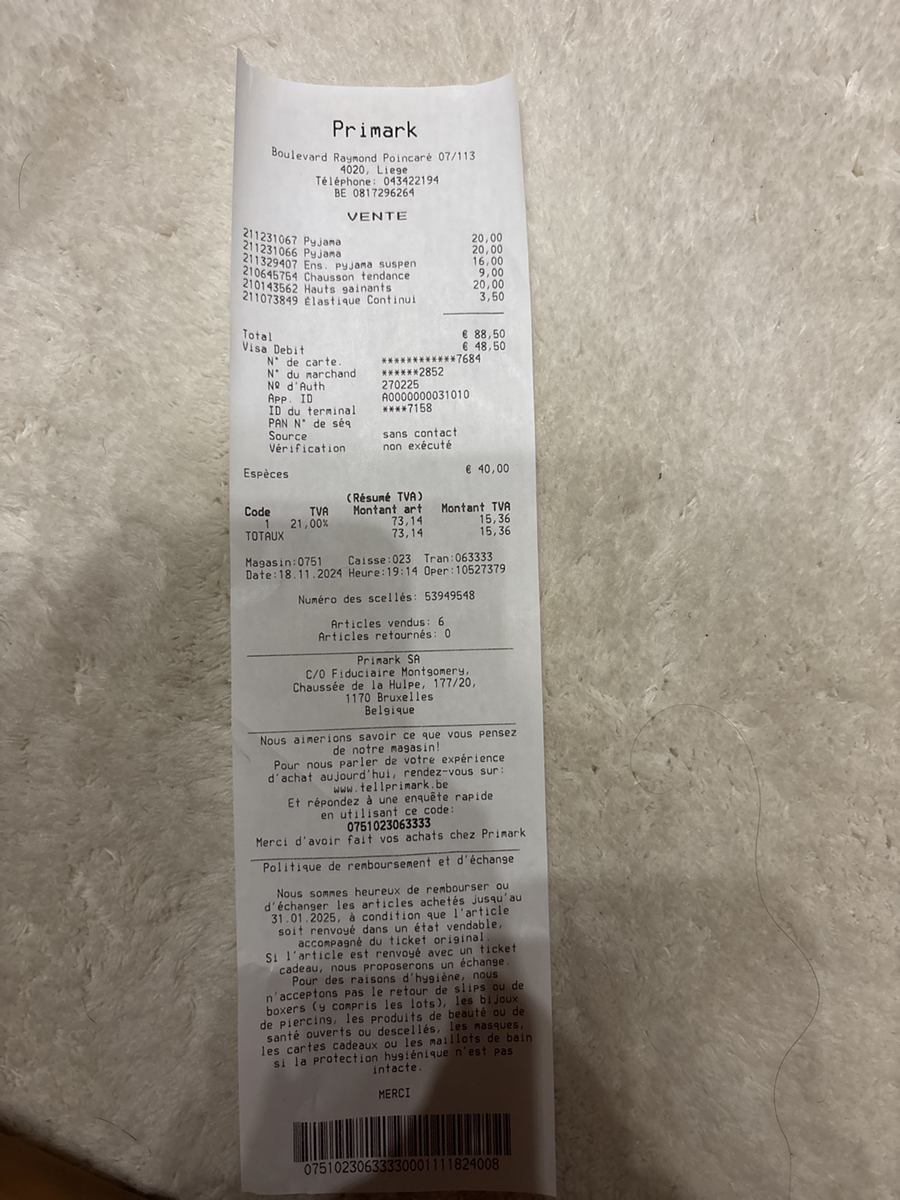 Primark
Boulevard Raymond Poincaré 07/113
4020, Liege
Téléphone: 043422194
BE 0817296264
VENTE
211231067 Pyjama 20,00
211231066 Pyjama 20,00
211329407 Ens. pyjama suspen 16,00
210645754 Chausson tendance 9,00
210143562 Hauts gainants 20,00
211073849 Élastique Continui 3,50
Total € 88,50
Visa Debit € 48,50
N° de carte. ************7684
N° du marchand ******2852
Nº d'Auth 270225
App. ID A0000000031010
ID du terminal ****7158
PAN N° de séq
Source sans contact
Vérification non exécuté
Espèces € 40,00
(Résumé TVA)
Code TVA Montant art Montant TVA
1 21,00% 73,14 15,36
TOTAUX 73,14 15,36
Magasin:0751 Caisse:023 Tran:063333
Date:18.11.2024 Heure:19:14 Oper:10527379
Numéro des scellés: 53949548
Articles vendus: 6
Articles retournés: 0
Primark SA
C/O Fiduciaire Montgomery,
Chaussée de la Hulpe, 177/20,
1170 Bruxelles
Belgique
Nous aimerions savoir ce que vous pensez
de notre magasin!
Pour nous parler de votre expérience
d'achat aujourd'hui, rendez-vous sur:
www.tellprimark.be
Et répondez à une enquête rapide
en utilisant ce code:
0751023063333
Merci d'avoir fait vos achats chez Primark
Politique de remboursement et d'échange
Nous sommes heureux de rembourser ou
d'échanger les articles achetés jusqu'au
31.01.2025, à condition que l'article
soit renvoyé dans un état vendable,
accompagné du ticket original.
Si l'article est renvoyé avec un ticket
cadeau, nous proposerons un échange.
Pour des raisons d'hygiène, nous
n'acceptons pas le retour de slips ou de
boxers (y compris les lots), les bijoux
de piercing, les produits de beauté ou de
santé ouverts ou descellés, les masques,
les cartes cadeaux ou les maillots de bain
si la protection hygiénique n'est pas
intacte.
MERCI
07510230633330001111824008